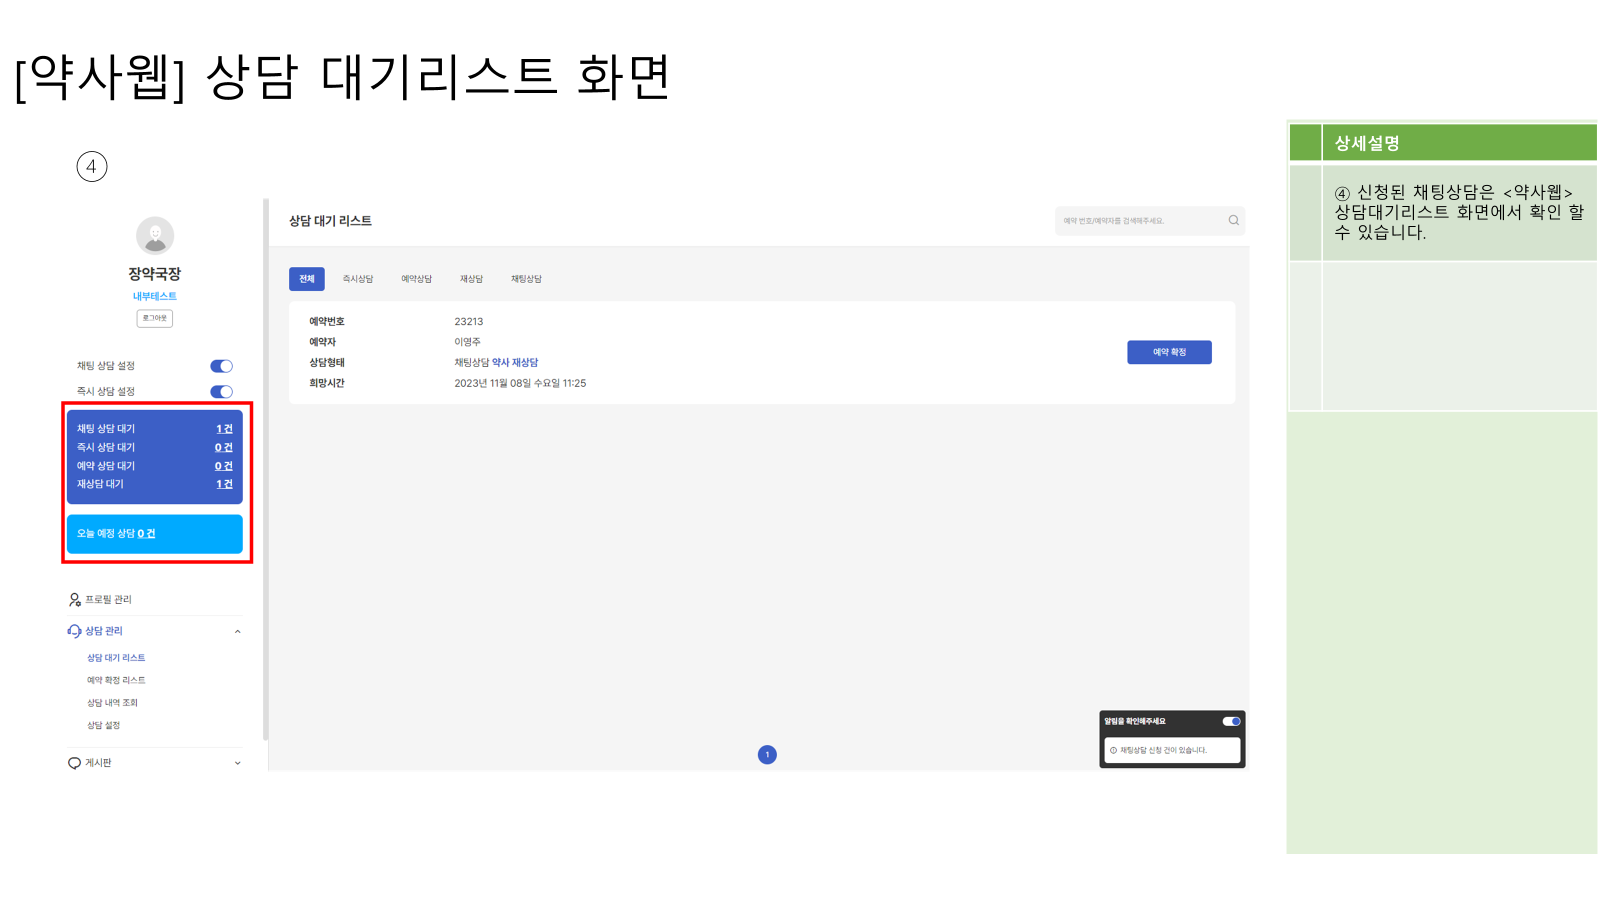 [약사웹] 상담 대기리스트 화면
④
장약국장
내부테스트
로그아웃
채팅 상담 설정
즉시 상담 설정
채팅 상담 대기 1 건
즉시 상담 대기 0 건
예약 상담 대기 0 건
재상담 대기 1 건
오늘 예정 상담 0 건
프로필 관리
상담 관리
상담 대기 리스트
예약 확정 리스트
상담 내역 조회
상담 설정
게시판
상담 대기 리스트
예약 번호/예약자를 검색해주세요.
전체 즉시상담 예약상담 재상담 채팅상담
예약번호 23213
예약자 이영주
상담형태 채팅상담 약사 재상담
희망시간 2023년 11월 08일 수요일 11:25
예약 확정
1
알림을 확인해주세요
채팅상담 신청 건이 있습니다.
상세설명
④ 신청된 채팅상담은 <약사웹>
상담대기리스트 화면에서 확인 할
수 있습니다.